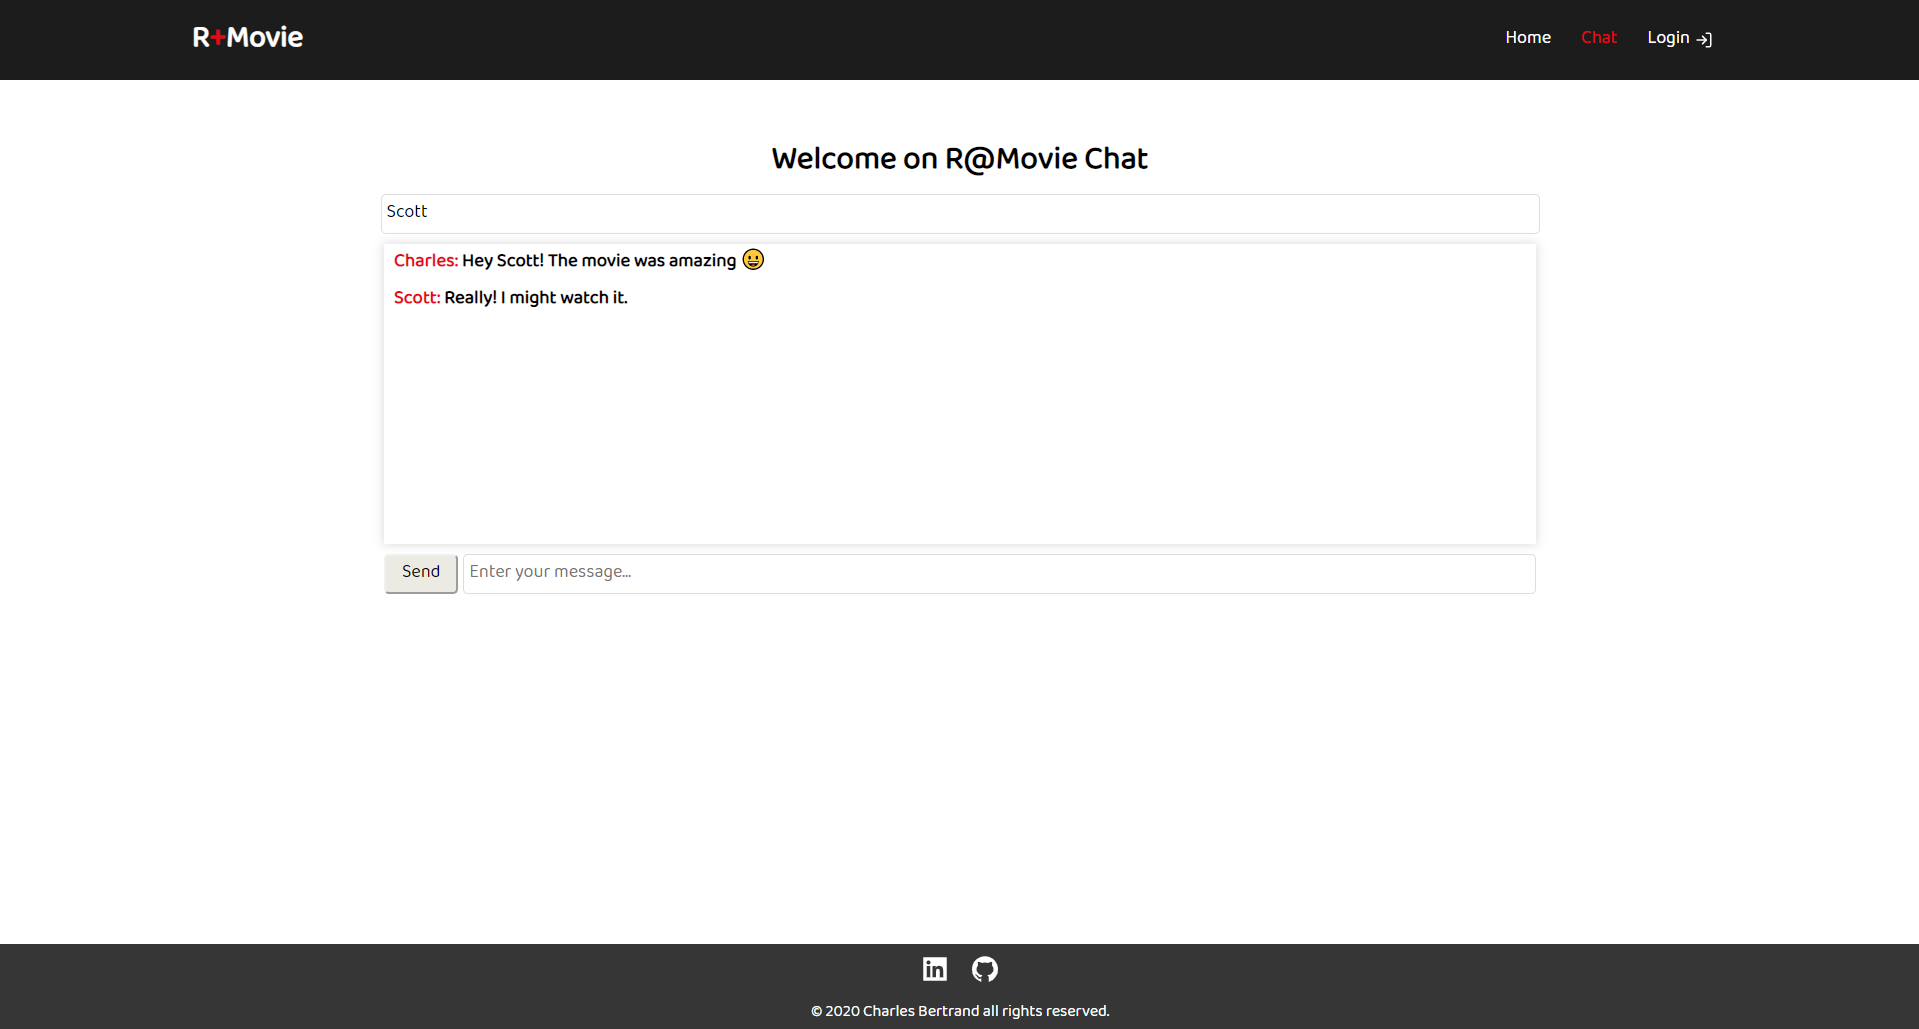 R+Movie
Home Chat Login
Welcome on R@Movie Chat
Scott
Charles: Hey Scott! The movie was amazing 😀
Scott: Really! I might watch it.
Send Enter your message...
in
© 2020 Charles Bertrand all rights reserved.